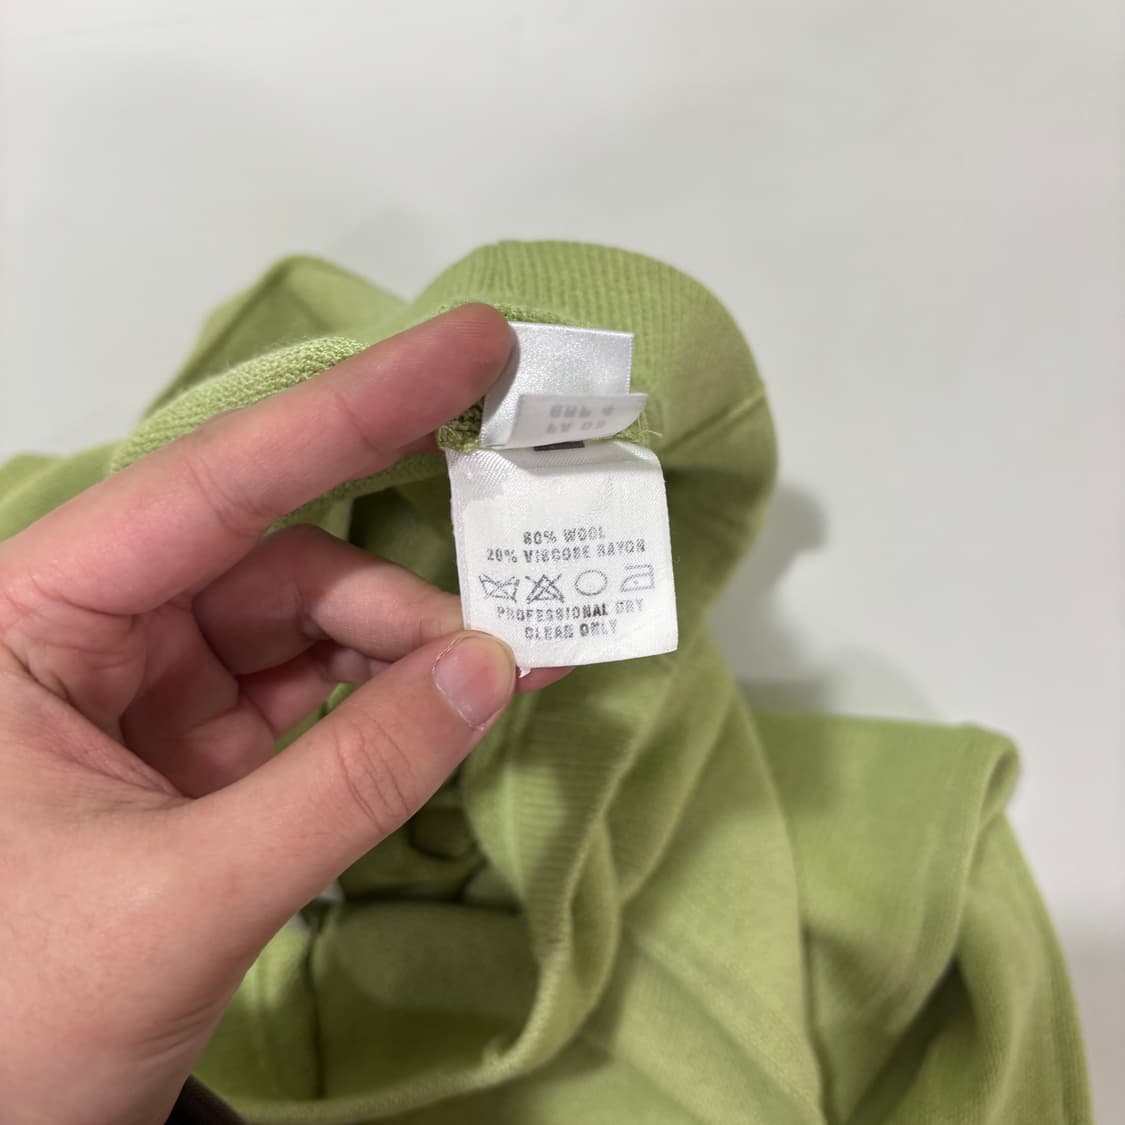 80% WOOL
20% VISCOSE RAYON
PROFESSIONAL DRY
CLEAN ONLY